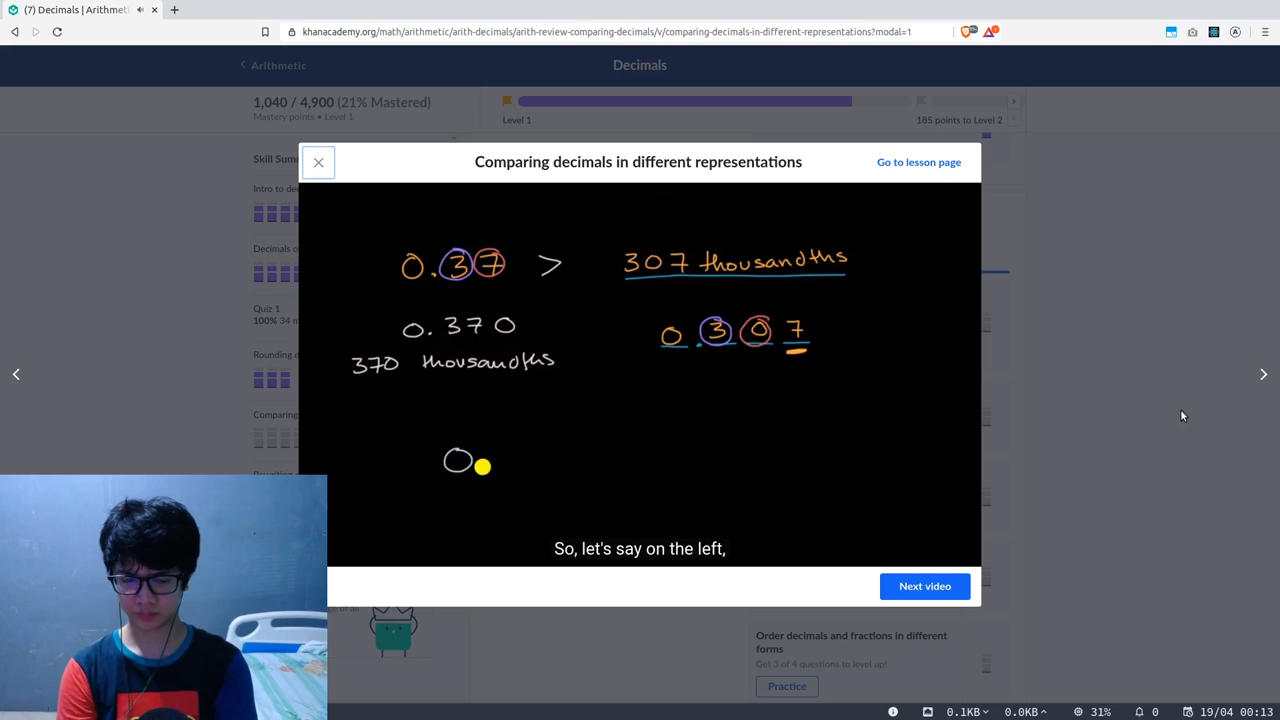 (7) Decimals | Arithmeti
khanacademy.org/math/arithmetic/arith-decimals/arith-review-comparing-decimals/v/comparing-decimals-in-different-representations?modal=1
Arithmetic
Decimals
1,040 / 4,900 (21% Mastered)
Mastery points • Level 1
Level 1
185 points to Level 2
Skill Summ
Intro to de
Decimals o
Quiz 1
100% 34 m
Rounding d
Comparing
Comparing decimals in different representations
Go to lesson page
0.37 > 307 thousandths
0.370
0.307
370 thousandths
0.
So, let's say on the left,
Next video
Order decimals and fractions in different
forms
Get 3 of 4 questions to level up!
Practice
0.1KB
0.0KB
31%
0
19/04 00:13